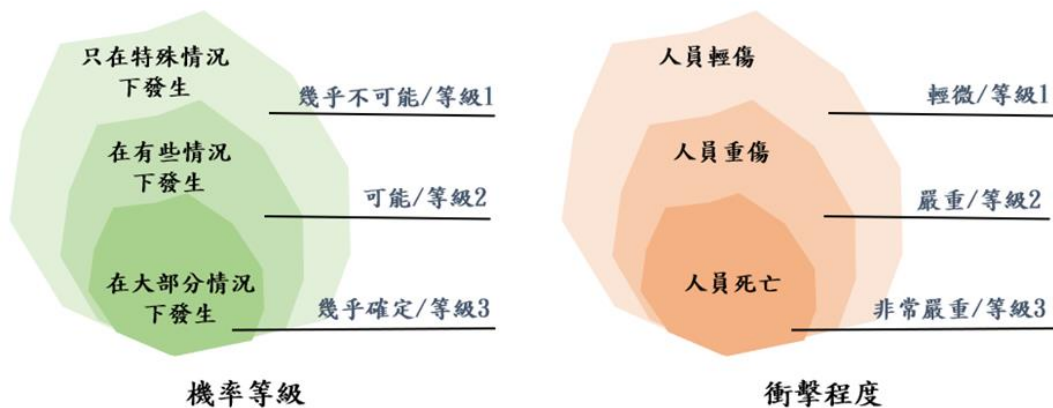 只在特殊情況
下發生
幾乎不可能/等級1
在有些情況
下發生
可能/等級2
在大部分情況
下發生
幾乎確定/等級3
機率等級
人員輕傷
輕微/等級1
人員重傷
嚴重/等級2
人員死亡
非常嚴重/等級3
衝擊程度